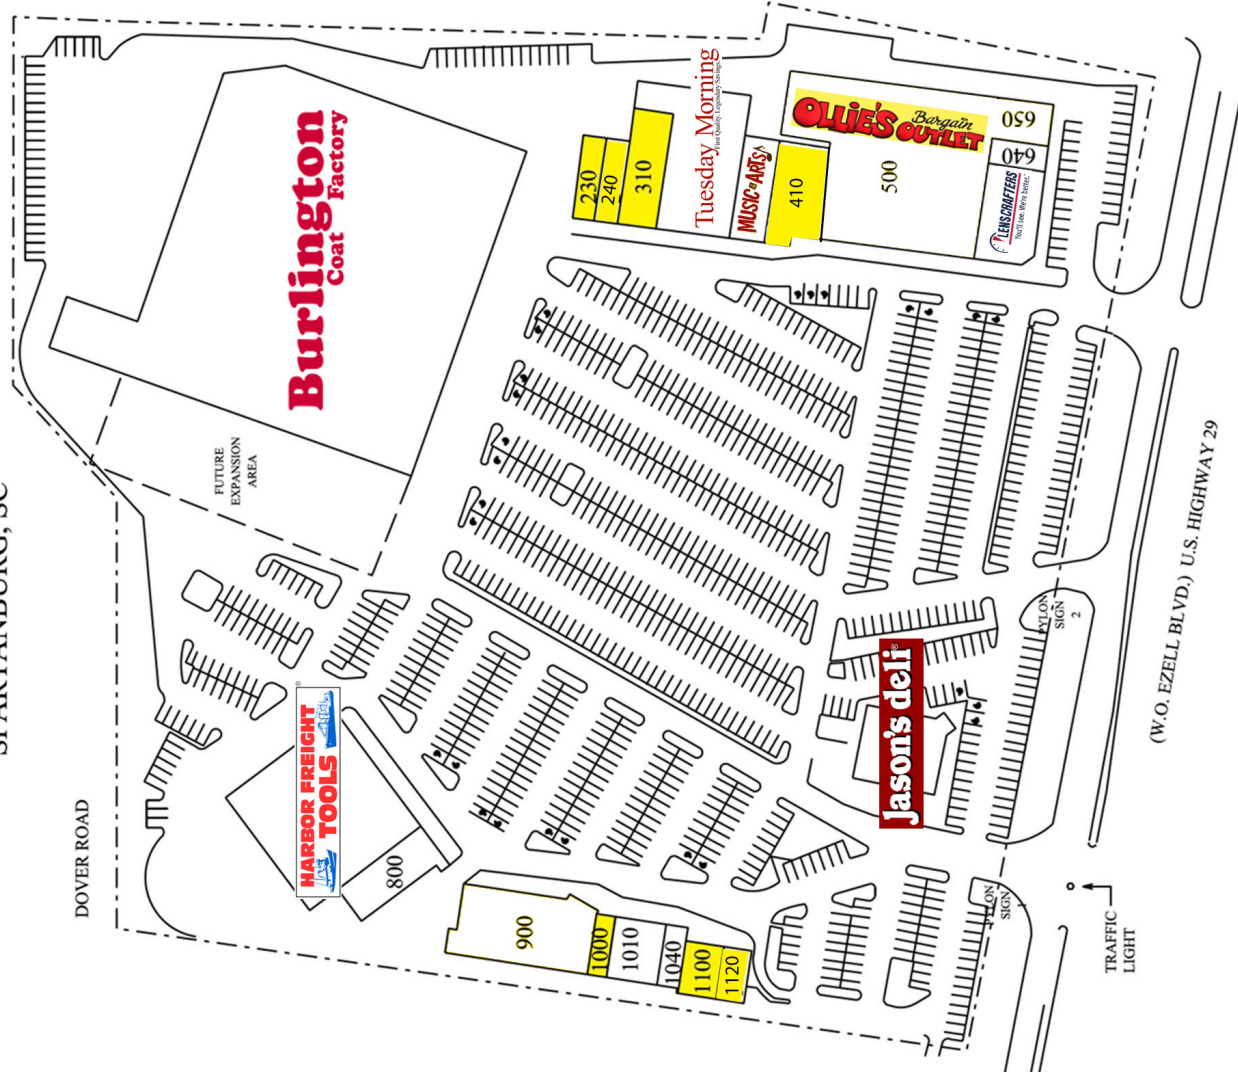 Burlington
Coat Factory
Tuesday Morning
First Quality. Legendary Savings.
OLLIE'S
Bargain
OUTLET
650
640
500
LENSCRAFTERS
You'll see. We're better.
MUSIC & ARTS
410
310
240
230
FUTURE
EXPANSION
AREA
SPARTANBURG, SC
(W.O. EZELL BLVD.) U.S. HIGHWAY 29
PYLON
SIGN
2
Jason's deli®
HARBOR FREIGHT
TOOLS
®
800
DOVER ROAD
900
1000
1010
1040
1100
1120
PYLON
SIGN
1
TRAFFIC
LIGHT